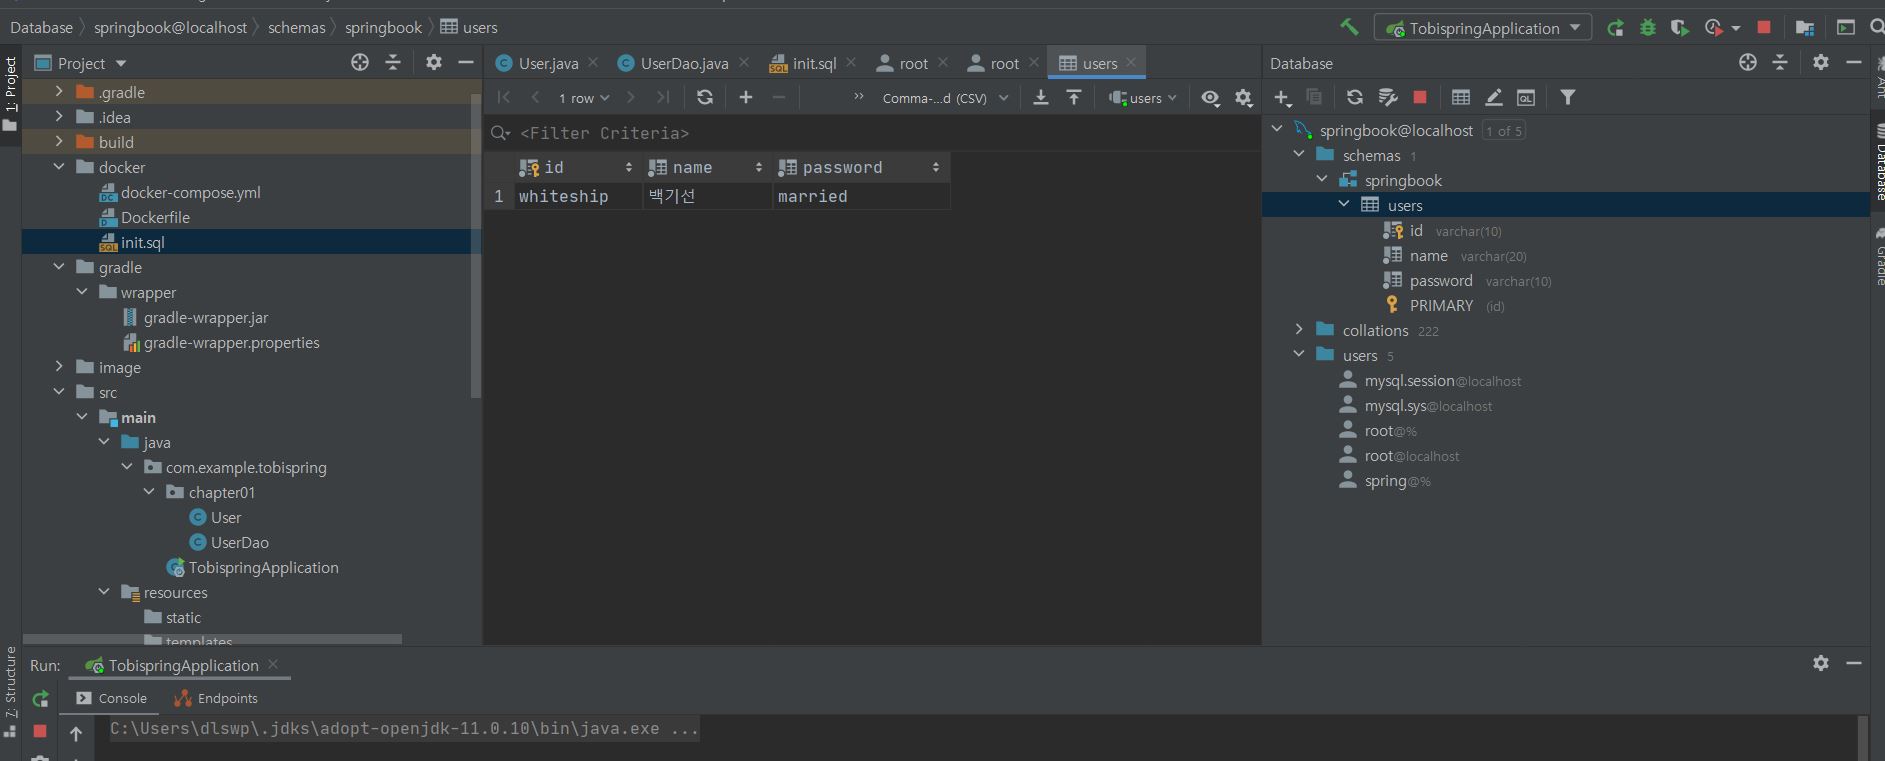 Database springbook@localhost schemas springbook users
TobispringApplication
1: Project
Project
.gradle
.idea
build
docker
docker-compose.yml
Dockerfile
init.sql
gradle
wrapper
gradle-wrapper.jar
gradle-wrapper.properties
image
src
main
java
com.example.tobispring
chapter01
User
UserDao
TobispringApplication
resources
static
templates
User.java UserDao.java init.sql root root users
1 row Comma-...d (CSV) users
<Filter Criteria>
id name password
1 whiteship 백기선 married
Database
springbook@localhost 1 of 5
schemas 1
springbook
users
id varchar(10)
name varchar(20)
password varchar(10)
PRIMARY (id)
collations 222
users 5
mysql.session@localhost
mysql.sys@localhost
root@%
root@localhost
spring@%
Ant
Database
Gradle
7: Structure
Run: TobispringApplication
Console Endpoints
C:\Users\dlswp\.jdks\adopt-openjdk-11.0.10\bin\java.exe ...